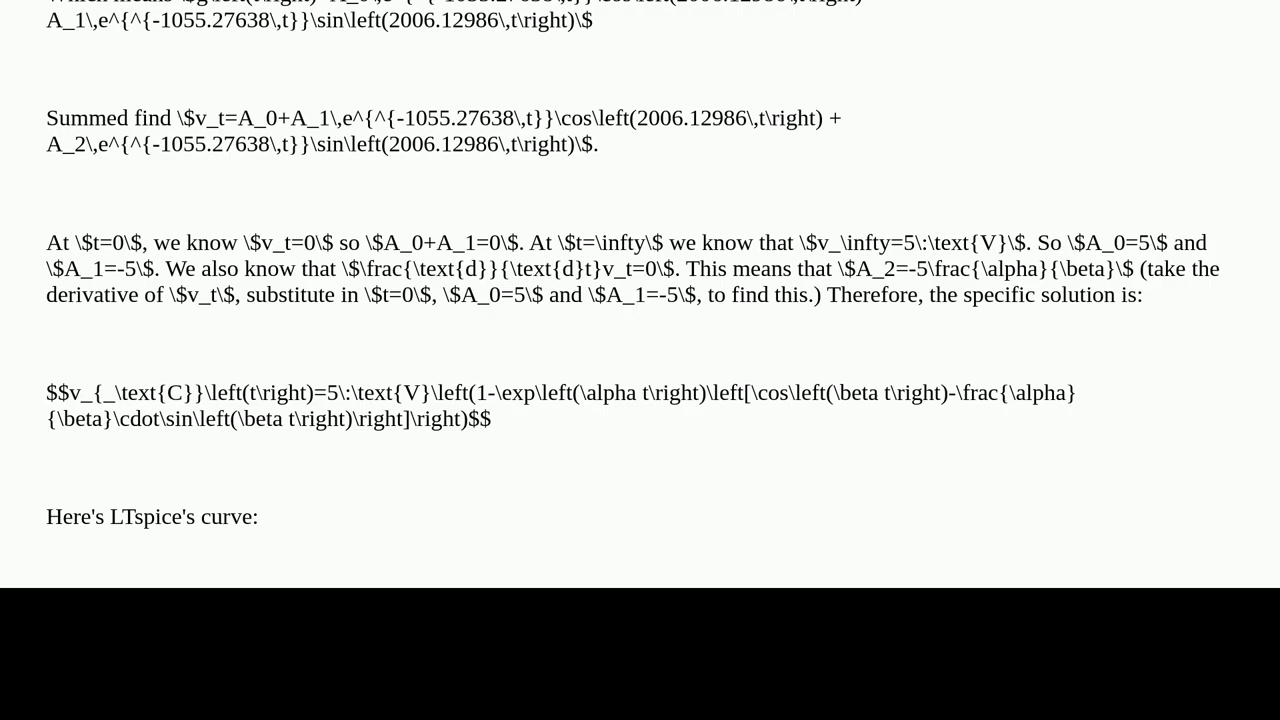 A_1\,e^{^{-1055.27638\,t}}\sin\left(2006.12986\,t\right)\$
Summed find \$v_t=A_0+A_1\,e^{^{-1055.27638\,t}}\cos\left(2006.12986\,t\right) +
A_2\,e^{^{-1055.27638\,t}}\sin\left(2006.12986\,t\right)\$.
At \$t=0\$, we know \$v_t=0\$ so \$A_0+A_1=0\$. At \$t=\infty\$ we know that \$v_\infty=5\:\text{V}\$. So \$A_0=5\$ and
\$A_1=-5\$. We also know that \$\frac{\text{d}}{\text{d}t}v_t=0\$. This means that \$A_2=-5\frac{\alpha}{\beta}\$ (take the
derivative of \$v_t\$, substitute in \$t=0\$, \$A_0=5\$ and \$A_1=-5\$, to find this.) Therefore, the specific solution is:
$$v_{_\text{C}}\left(t\right)=5\:\text{V}\left(1-\exp\left(\alpha t\right)\left[\cos\left(\beta t\right)-\frac{\alpha}
{\beta}\cdot\sin\left(\beta t\right)\right]\right)$$
Here's LTspice's curve: